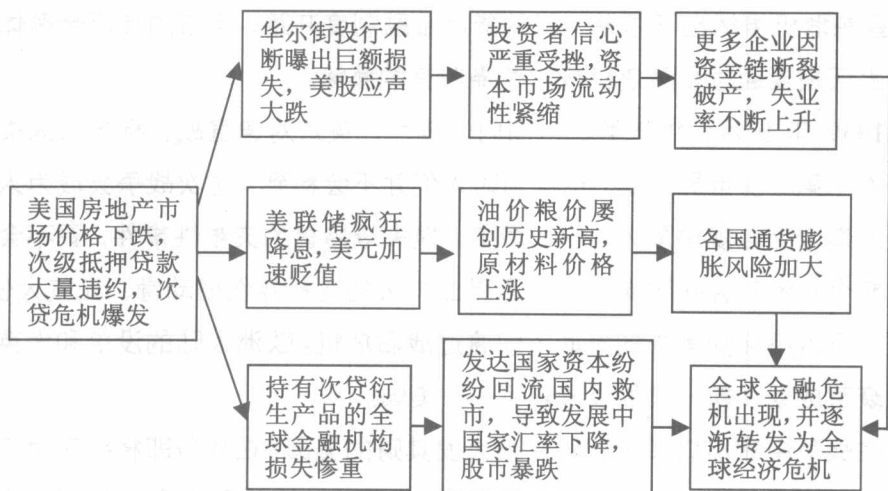 华尔街投行不
断曝出巨额损
失，美股应声
大跌
投资者信心
严重受挫，资
本市场流动
性紧缩
更多企业因
资金链断裂
破产，失业
率不断上升
美国房地产市
场价格下跌，
次级抵押贷款
大量违约，次
贷危机爆发
美联储疯狂
降息，美元加
速贬值
油价粮价屡
创历史新高，
原材料价格
上涨
各国通货膨
胀风险加大
持有次贷衍
生产品的全
球金融机构
损失惨重
发达国家资本纷
纷回流国内救
市，导致发展中
国家汇率下降，
股市暴跌
全球金融危
机出现，并逐
渐转发为全
球经济危机